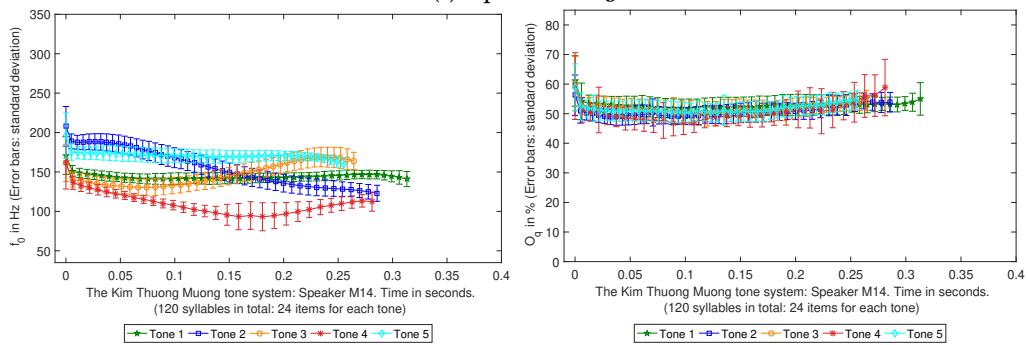 350
300
250
200
150
100
50
f0 in Hz (Error bars: standard deviation)
0 0.05 0.1 0.15 0.2 0.25 0.3 0.35 0.4
The Kim Thuong Muong tone system: Speaker M14. Time in seconds.
(120 syllables in total: 24 items for each tone)
Tone 1 Tone 2 Tone 3 Tone 4 Tone 5
80
70
60
50
40
30
20
10
0
Oq in % (Error bars: standard deviation)
0 0.05 0.1 0.15 0.2 0.25 0.3 0.35 0.4
The Kim Thuong Muong tone system: Speaker M14. Time in seconds.
(120 syllables in total: 24 items for each tone)
Tone 1 Tone 2 Tone 3 Tone 4 Tone 5